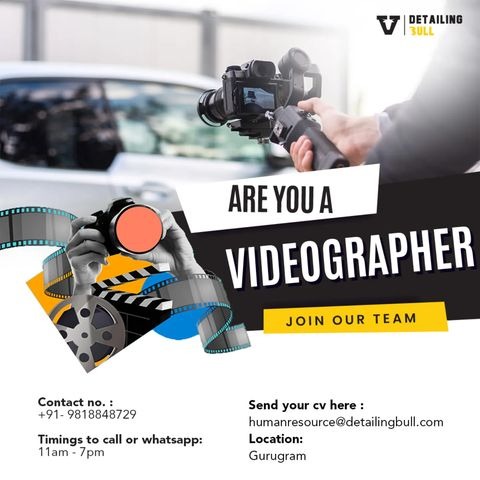 DETAILING
BULL
ARE YOU A
VIDEOGRAPHER
JOIN OUR TEAM
Contact no. :
+91- 9818848729
Timings to call or whatsapp:
11am - 7pm
Send your cv here :
humanresource@detailingbull.com
Location:
Gurugram